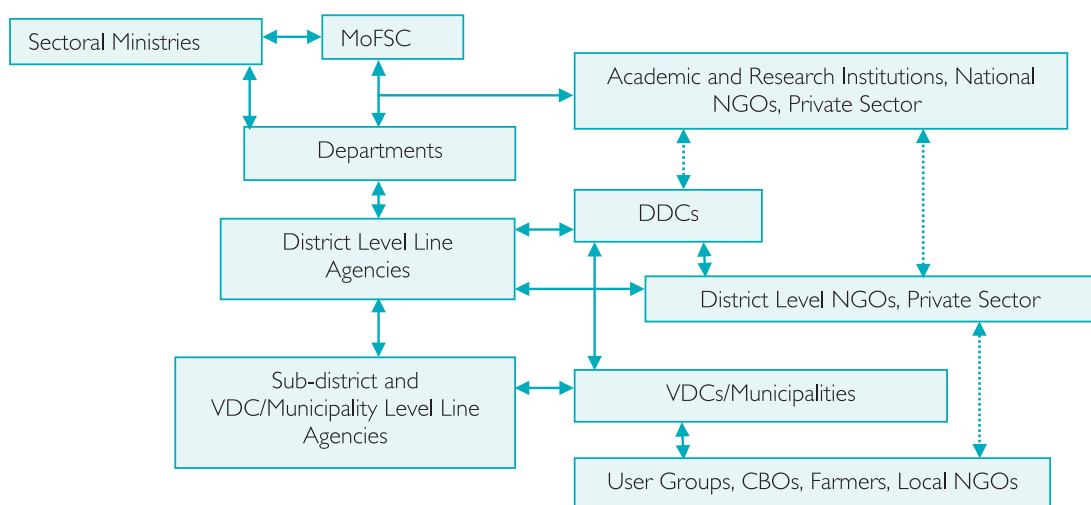 Sectoral Ministries
MoFSC
Academic and Research Institutions, National
NGOs, Private Sector
Departments
DDCs
District Level Line
Agencies
District Level NGOs, Private Sector
Sub-district and
VDC/Municipality Level Line
Agencies
VDCs/Municipalities
User Groups, CBOs, Farmers, Local NGOs